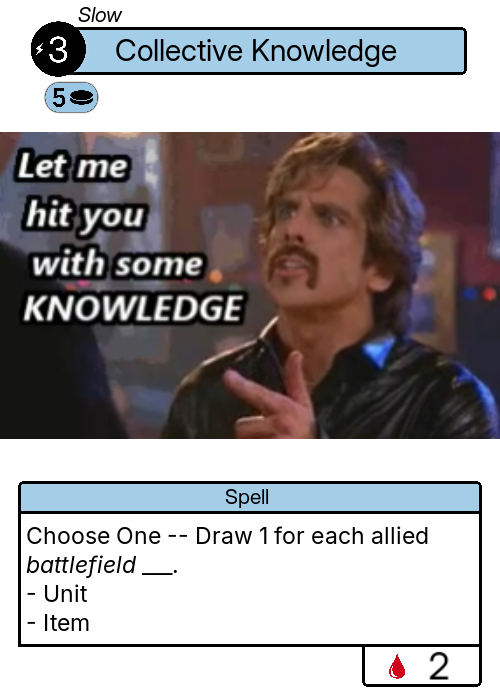 Slow
3
Collective Knowledge
5
Let me
hit you
with some
KNOWLEDGE
Spell
Choose One -- Draw 1 for each allied
battlefield ___.
- Unit
- Item
2